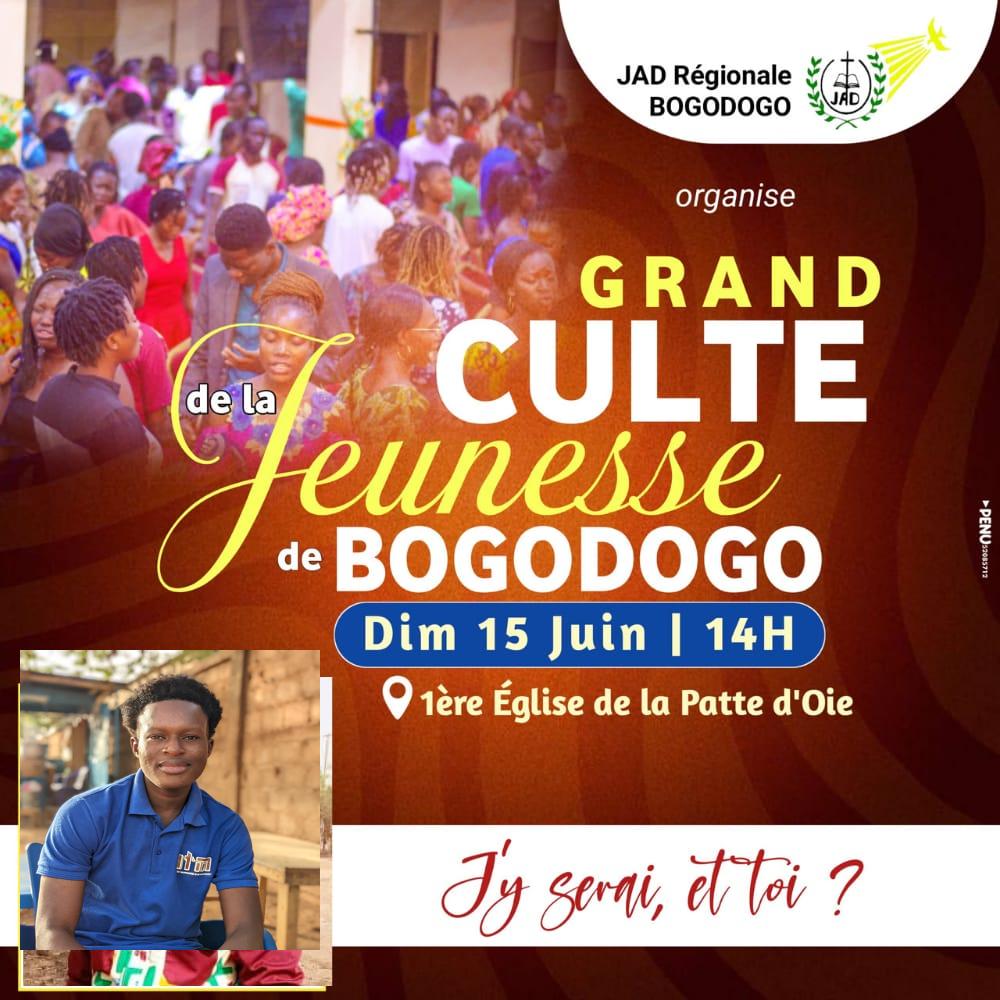 JAD Régionale
BOGODOGO
JAD
organise
GRAND
CULTE
de la
Jeunesse
de BOGODOGO
Dim 15 Juin | 14H
1ère Église de la Patte d'Oie
PENU
J'y serai, et toi ?